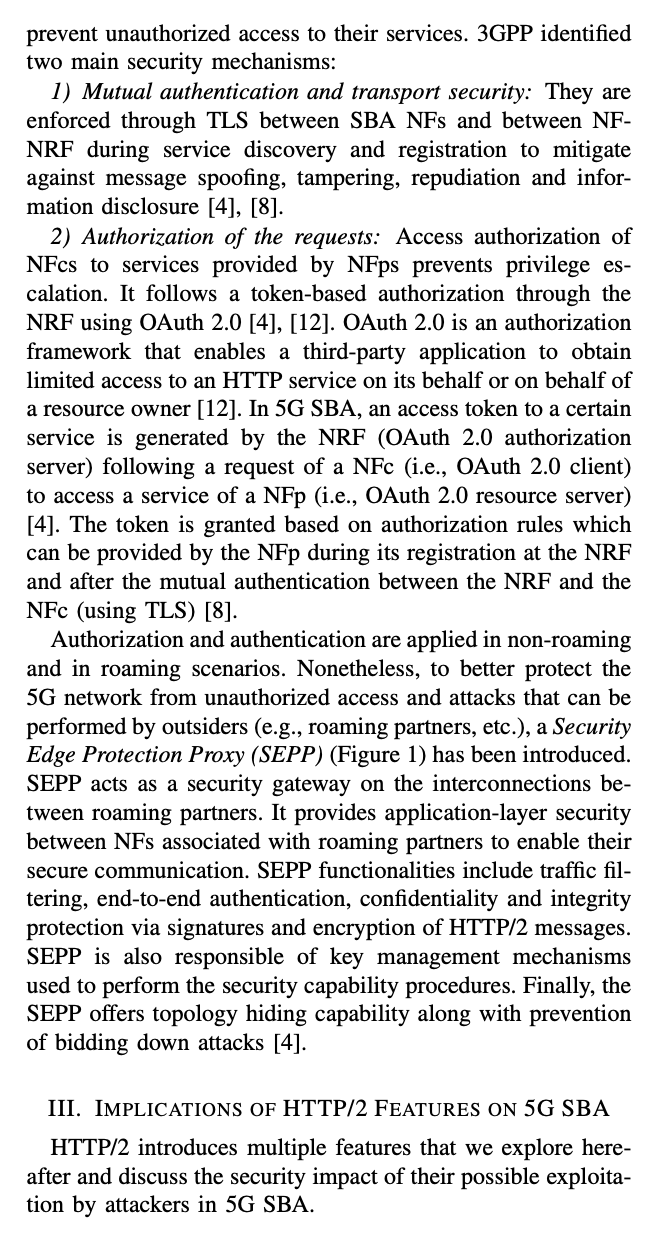 prevent unauthorized access to their services. 3GPP identified
two main security mechanisms:
1) Mutual authentication and transport security: They are
enforced through TLS between SBA NFs and between NF-
NRF during service discovery and registration to mitigate
against message spoofing, tampering, repudiation and infor-
mation disclosure [4], [8].
2) Authorization of the requests: Access authorization of
NFcs to services provided by NFps prevents privilege es-
calation. It follows a token-based authorization through the
NRF using OAuth 2.0 [4], [12]. OAuth 2.0 is an authorization
framework that enables a third-party application to obtain
limited access to an HTTP service on its behalf or on behalf of
a resource owner [12]. In 5G SBA, an access token to a certain
service is generated by the NRF (OAuth 2.0 authorization
server) following a request of a NFc (i.e., OAuth 2.0 client)
to access a service of a NFp (i.e., OAuth 2.0 resource server)
[4]. The token is granted based on authorization rules which
can be provided by the NFp during its registration at the NRF
and after the mutual authentication between the NRF and the
NFc (using TLS) [8].
Authorization and authentication are applied in non-roaming
and in roaming scenarios. Nonetheless, to better protect the
5G network from unauthorized access and attacks that can be
performed by outsiders (e.g., roaming partners, etc.), a Security
Edge Protection Proxy (SEPP) (Figure 1) has been introduced.
SEPP acts as a security gateway on the interconnections be-
tween roaming partners. It provides application-layer security
between NFs associated with roaming partners to enable their
secure communication. SEPP functionalities include traffic fil-
tering, end-to-end authentication, confidentiality and integrity
protection via signatures and encryption of HTTP/2 messages.
SEPP is also responsible of key management mechanisms
used to perform the security capability procedures. Finally, the
SEPP offers topology hiding capability along with prevention
of bidding down attacks [4].
III. IMPLICATIONS OF HTTP/2 FEATURES ON 5G SBA
HTTP/2 introduces multiple features that we explore here-
after and discuss the security impact of their possible exploita-
tion by attackers in 5G SBA.